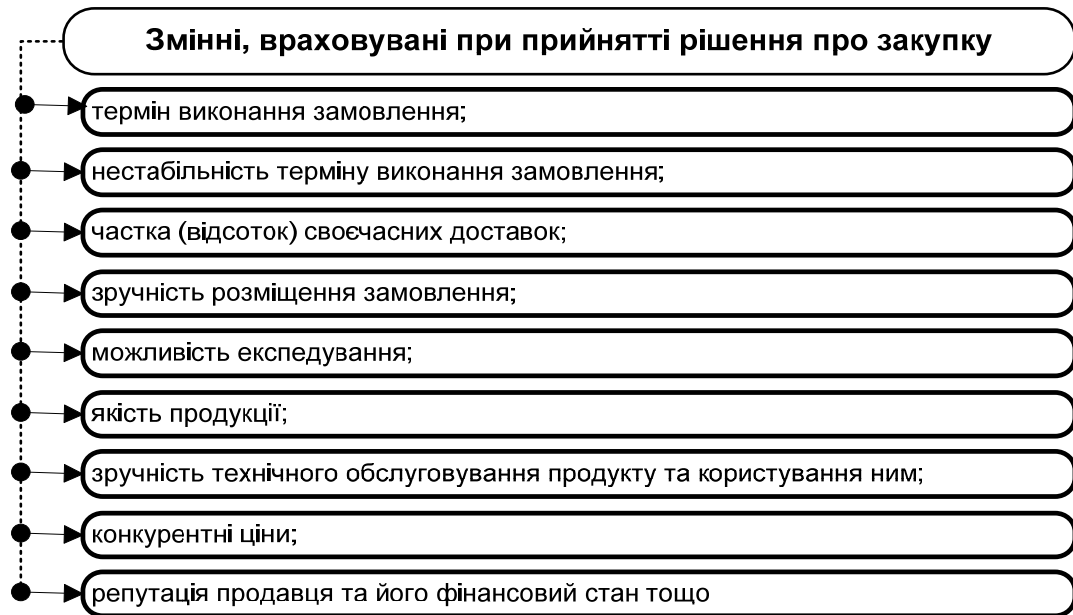 Змінні, враховувані при прийнятті рішення про закупку
термін виконання замовлення;
нестабільність терміну виконання замовлення;
частка (відсоток) своєчасних доставок;
зручність розміщення замовлення;
можливість експедування;
якість продукції;
зручність технічного обслуговування продукту та користування ним;
конкурентні ціни;
репутація продавця та його фінансовий стан тощо